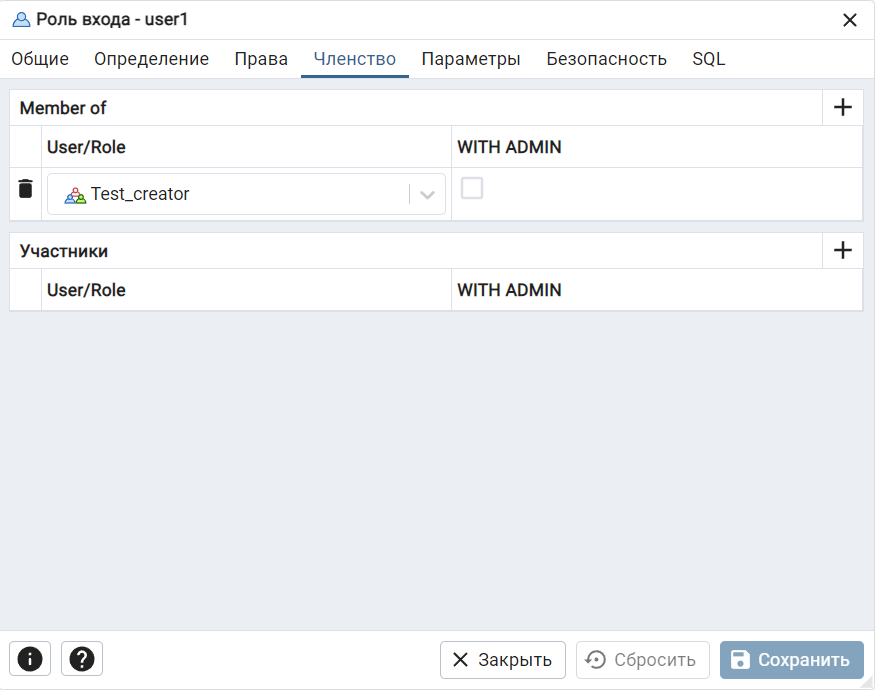 Роль входа - user1
Общие Определение Права Членство Параметры Безопасность SQL
Member of
User/Role WITH ADMIN
Test_creator
Участники
User/Role WITH ADMIN
Закрыть Сбросить Сохранить